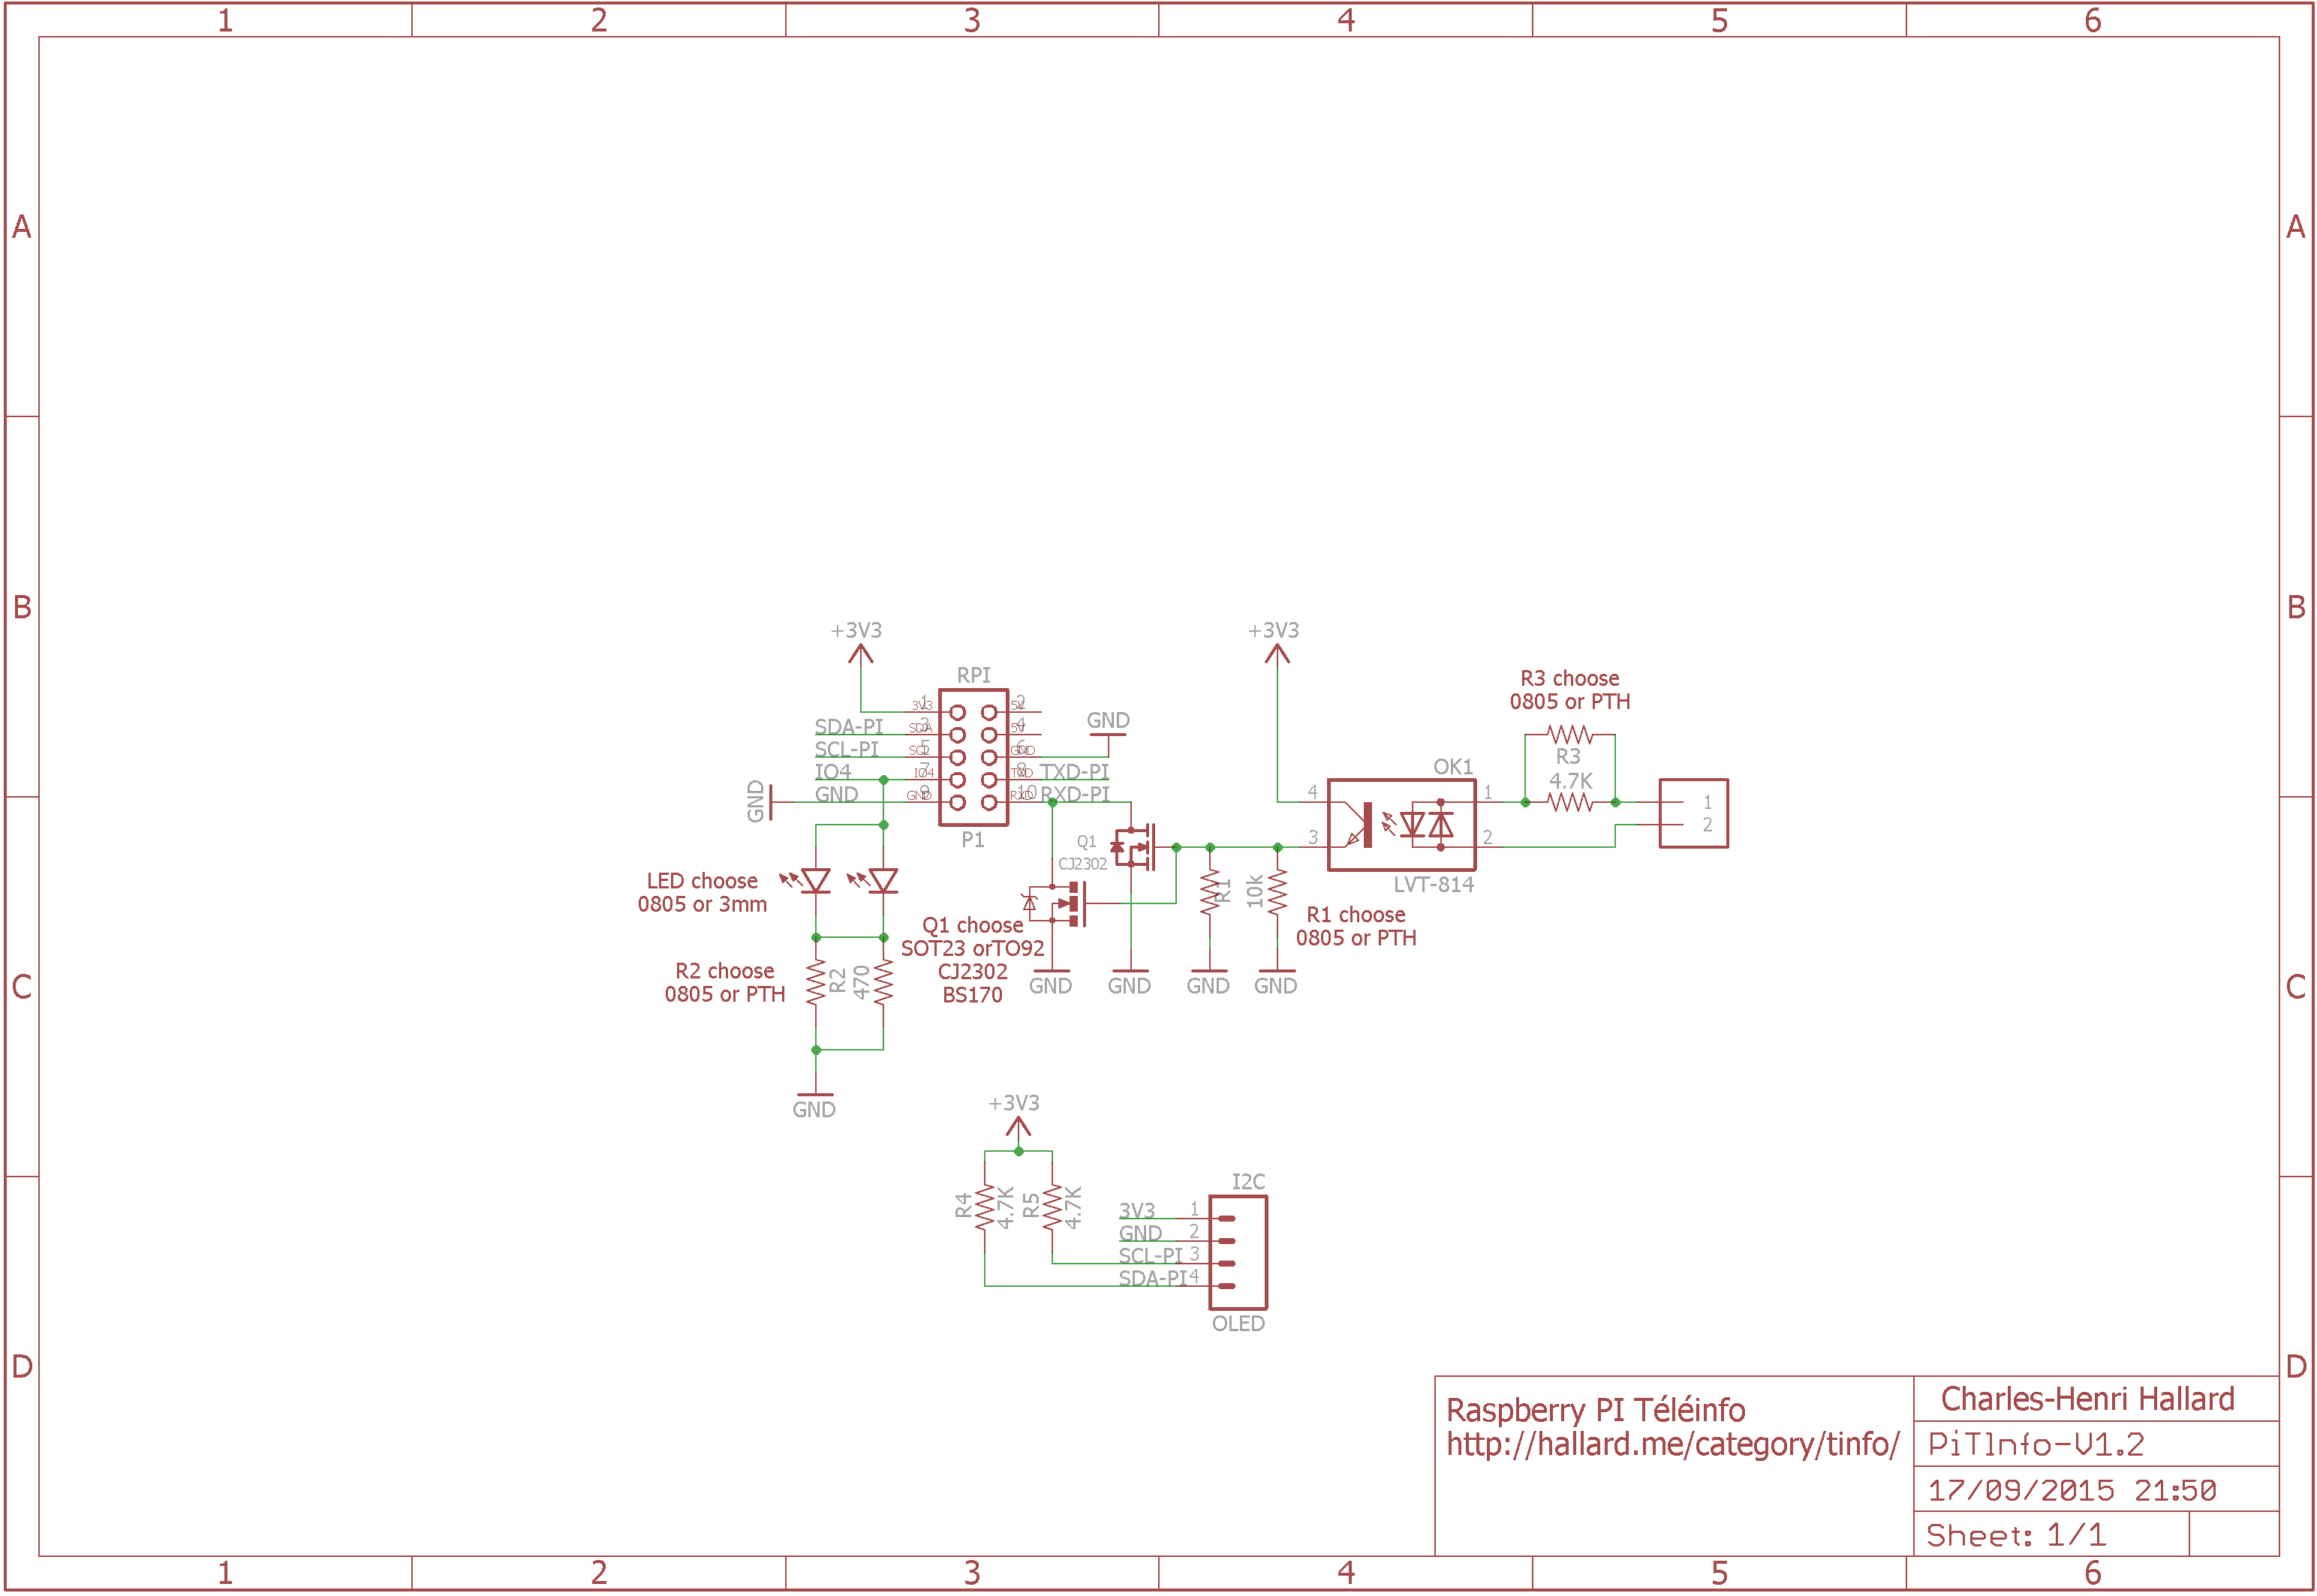 1 2 3 4 5 6
A A
B B
C C
D D
+3V3
RPI
1 2
3V3 5V
3 4
SDA-PI SDA 5V
5 6
SCL-PI SCL GND
7 8
IO4 IO4 TXD TXD-PI
9 10
GND GND GND RXD RXD-PI
P1
GND
+3V3
R3 choose
0805 or PTH
R3
4.7K
OK1
4 1
3 2
LVT-814
1
2
Q1
CJ2302
LED choose
0805 or 3mm
Q1 choose
SOT23 orTO92
CJ2302
BS170
R1
10k
R1 choose
0805 or PTH
R2 choose
0805 or PTH
R2
470
GND GND GND GND
GND
+3V3
R4
4.7K
R5
4.7K
I2C
3V3 1
GND 2
SCL-PI 3
SDA-PI 4
OLED
Raspberry PI Téléinfo
http://hallard.me/category/tinfo/
Charles-Henri Hallard
PiTInfo-V1.2
17/09/2015 21:50
Sheet: 1/1
1 2 3 4 5 6